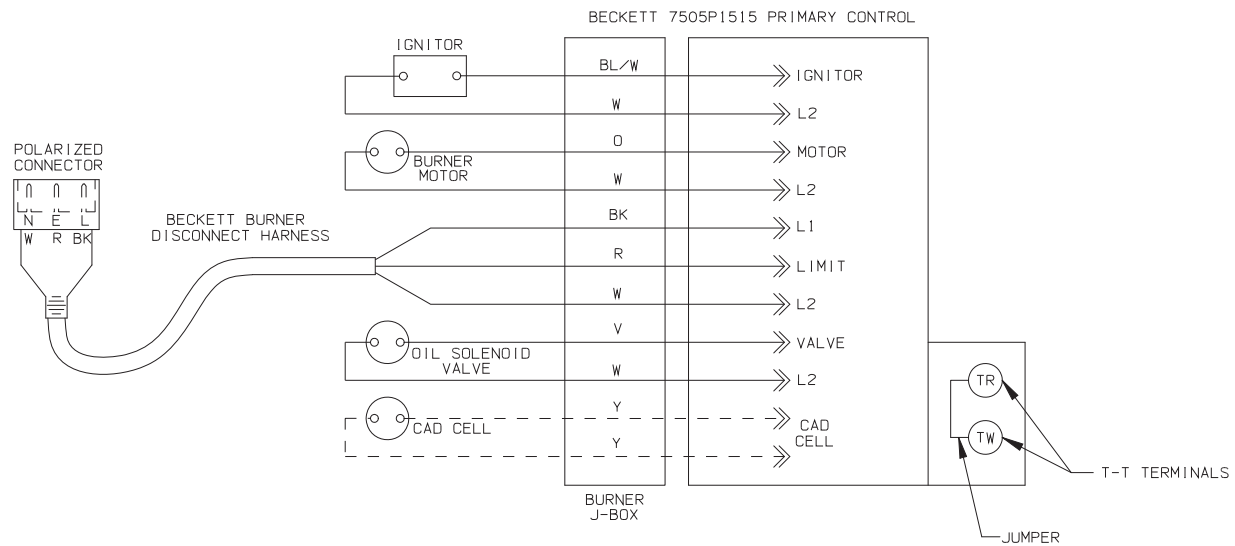 BECKETT 7505P1515 PRIMARY CONTROL
IGNITOR
BL/W
IGNITOR
W
L2
POLARIZED
CONNECTOR
O
MOTOR
BURNER
MOTOR
W
L2
N E L
W R BK
BECKETT BURNER
DISCONNECT HARNESS
BK
L1
R
LIMIT
W
L2
V
VALVE
OIL SOLENOID
VALVE
W
L2
TR
Y
CAD CELL
CAD
CELL
Y
TW
T-T TERMINALS
BURNER
J-BOX
JUMPER